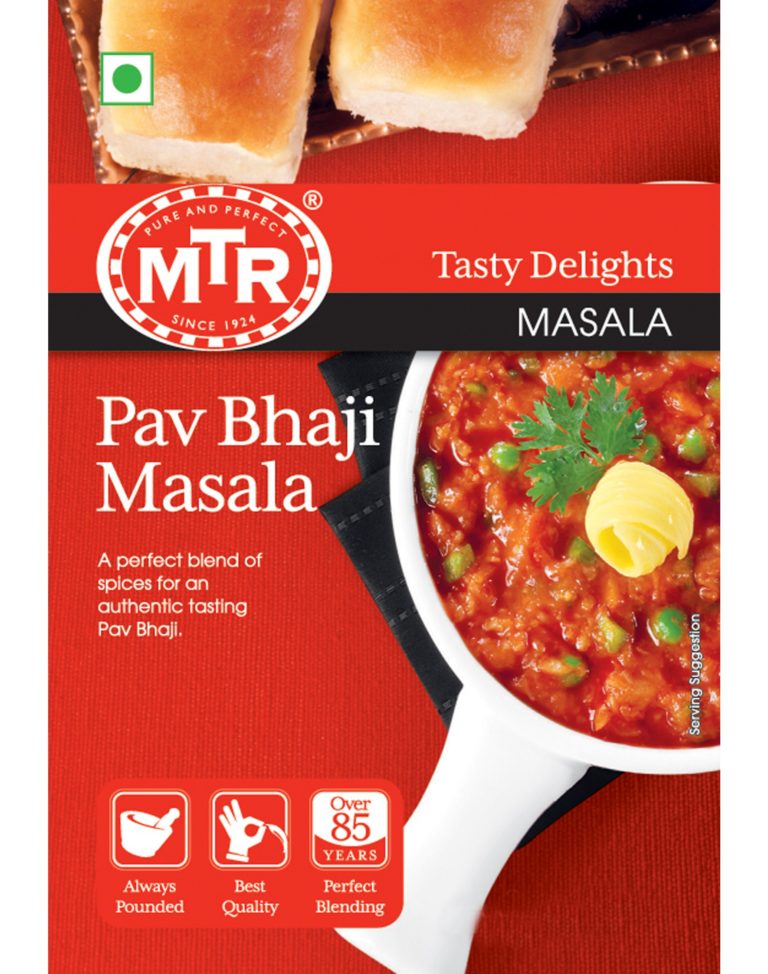 PURE AND PERFECT
MTR
®
SINCE 1924
Tasty Delights
MASALA
Pav Bhaji
Masala
A perfect blend of
spices for an
authentic tasting
Pav Bhaji.
Serving Suggestion
Always
Pounded
Best
Quality
Over
85
YEARS
Perfect
Blending